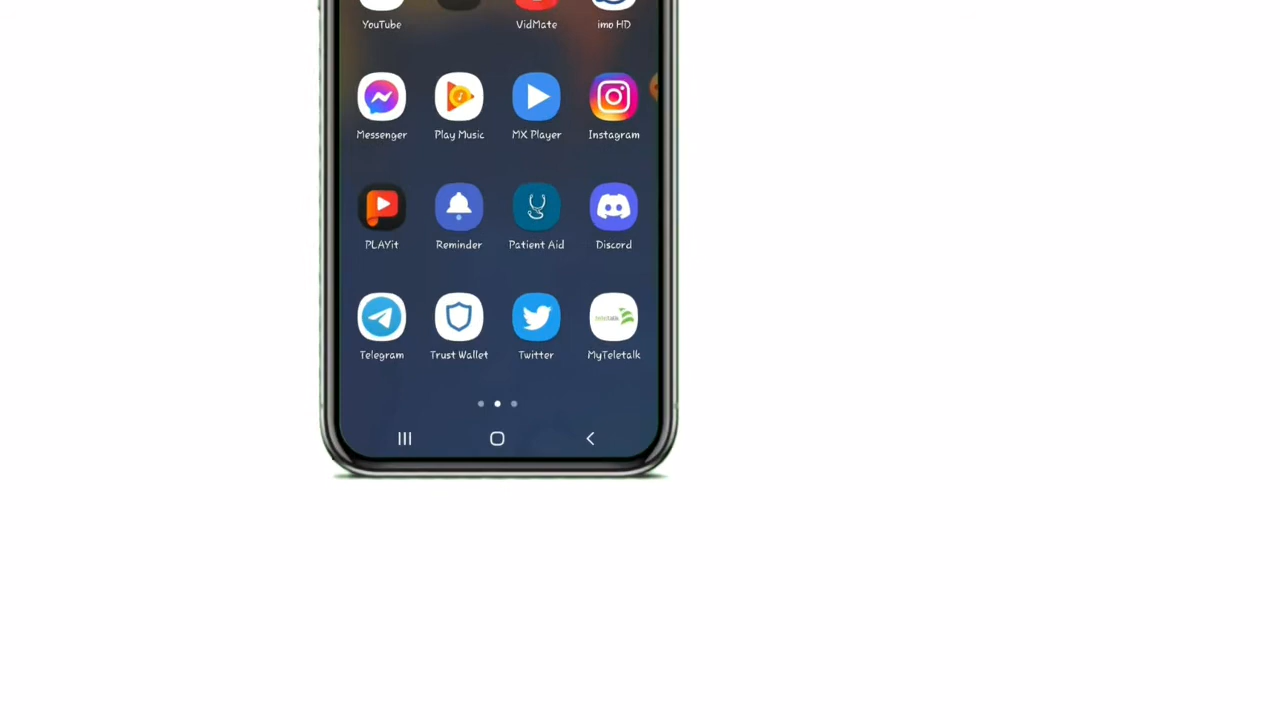 YouTube VidMate imo HD
Messenger Play Music MX Player Instagram
PLAYit Reminder Patient Aid Discord
teletalk
Telegram Trust Wallet Twitter MyTeletalk